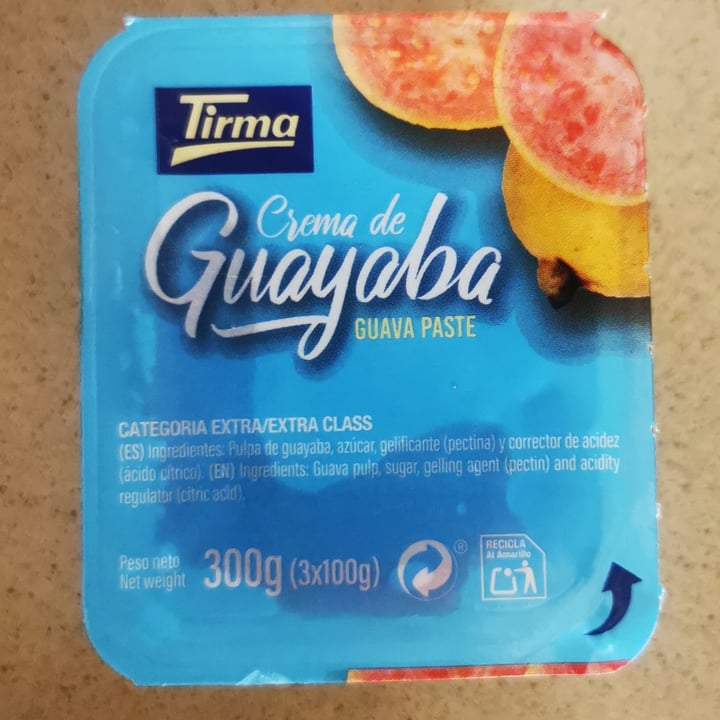 Tirma
Crema de
Guayaba
GUAVA PASTE
CATEGORIA EXTRA/EXTRA CLASS
(ES) Ingredientes: Pulpa de guayaba, azúcar, gelificante (pectina) y corrector de acidez
(ácido cítrico). (EN) Ingredients: Guava pulp, sugar, gelling agent (pectin) and acidity
regulator (citric acid).
Peso neto
Net weight 300g (3x100g)
®
RECICLA
Al Amarillo